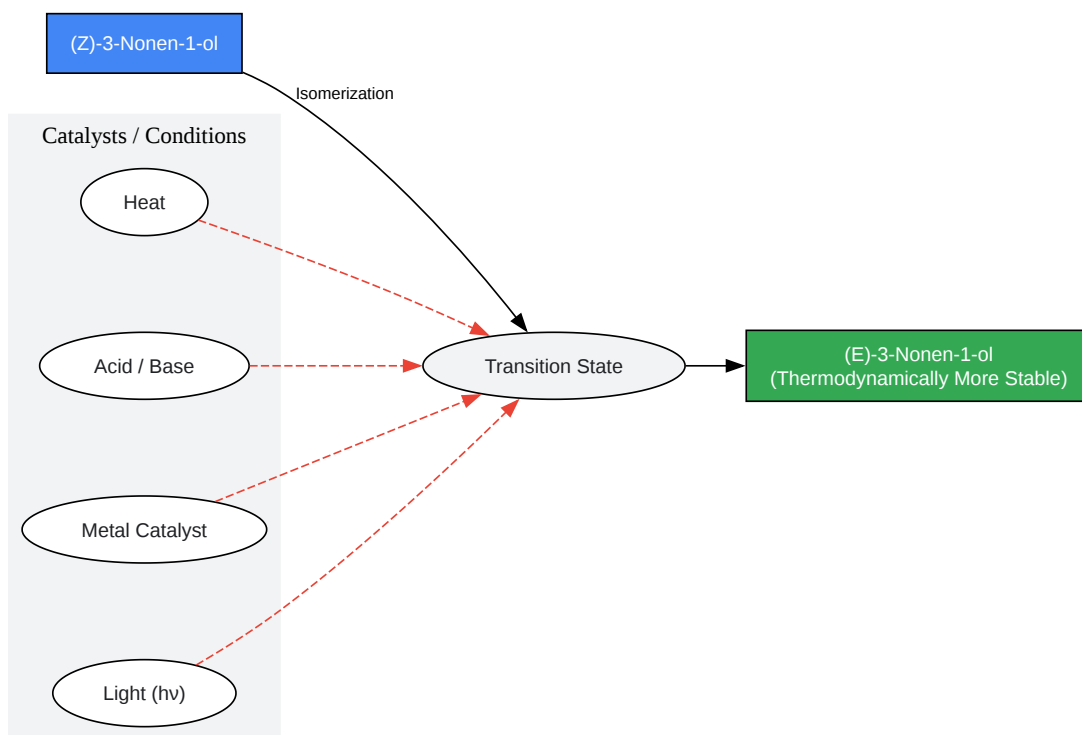 (Z)-3-Nonen-1-ol
Isomerization
Catalysts / Conditions
Heat
Acid / Base
Metal Catalyst
Light (hν)
Transition State
(E)-3-Nonen-1-ol
(Thermodynamically More Stable)